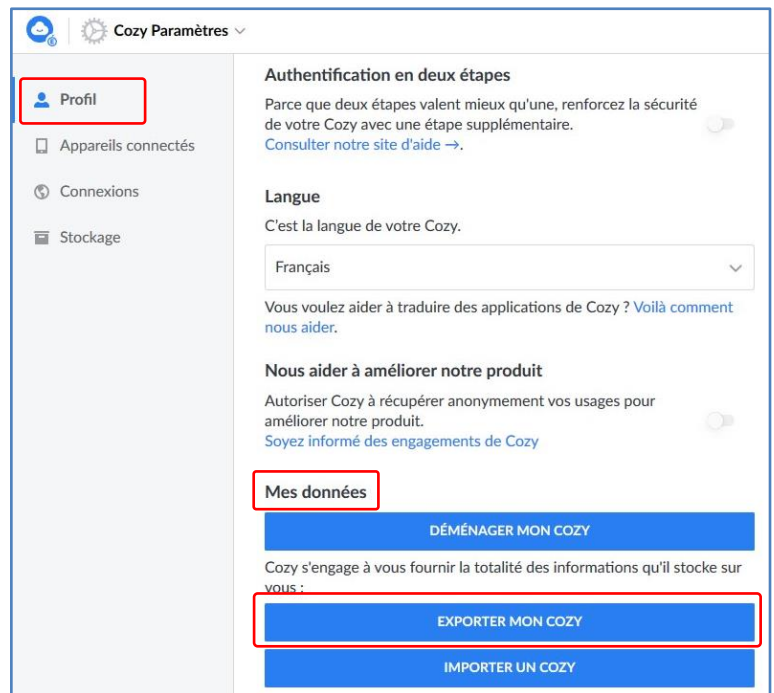 Cozy Paramètres
Profil
Appareils connectés
Connexions
Stockage
Authentification en deux étapes
Parce que deux étapes valent mieux qu'une, renforcez la sécurité
de votre Cozy avec une étape supplémentaire.
Consulter notre site d'aide →.
Langue
C'est la langue de votre Cozy.
Français
Vous voulez aider à traduire des applications de Cozy ? Voilà comment
nous aider.
Nous aider à améliorer notre produit
Autoriser Cozy à récupérer anonymement vos usages pour
améliorer notre produit.
Soyez informé des engagements de Cozy
Mes données
DÉMÉNAGER MON COZY
Cozy s'engage à vous fournir la totalité des informations qu'il stocke sur
vous :
EXPORTER MON COZY
IMPORTER UN COZY